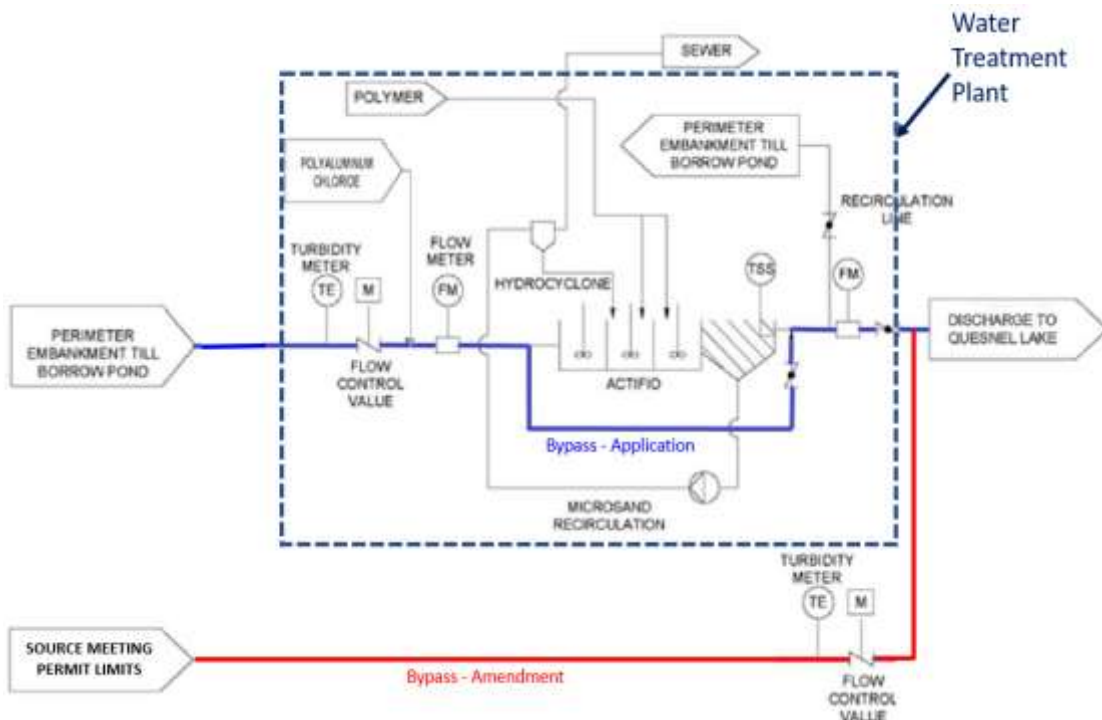 Water
Treatment
Plant
SEWER
POLYMER
PERIMETER
EMBANKMENT TILL
BORROW POND
POLYALUMINUM
CHLORIDE
RECIRCULATION
LINE
TURBIDITY
METER
FLOW
METER
TE
M
FM
HYDROCYCLONE
TSS
FM
PERIMETER
EMBANKMENT TILL
BORROW POND
DISCHARGE TO
QUESNEL LAKE
FLOW
CONTROL
VALUE
ACTIFIO
Bypass - Application
MICROSAND
RECIRCULATION
TURBIDITY
METER
TE
M
SOURCE MEETING
PERMIT LIMITS
Bypass - Amendment
FLOW
CONTROL
VALUE